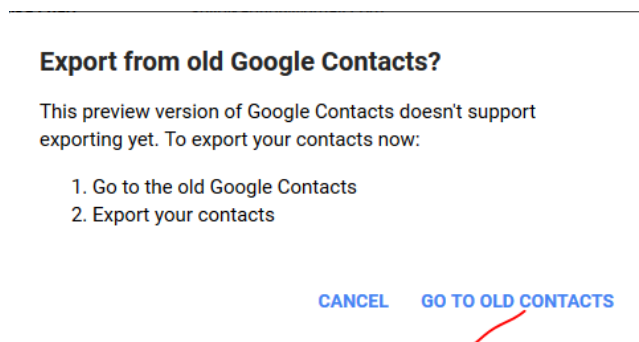 Export from old Google Contacts?
This preview version of Google Contacts doesn't support
exporting yet. To export your contacts now:
1. Go to the old Google Contacts
2. Export your contacts
CANCEL GO TO OLD CONTACTS